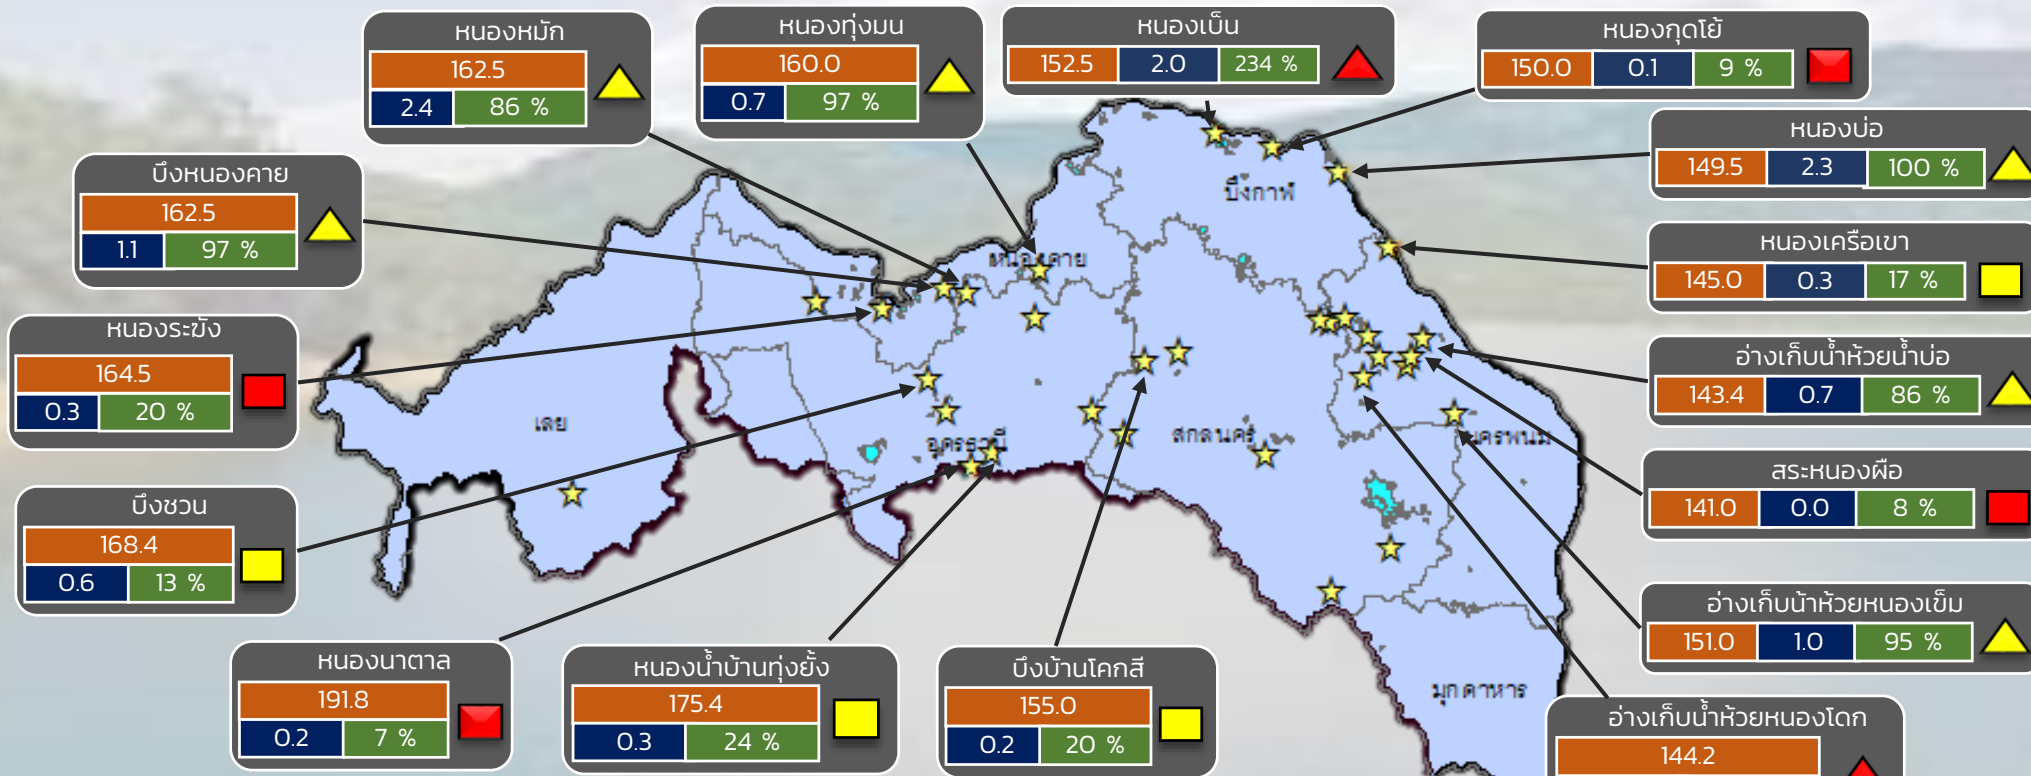 หนองหมัก
162.5
2.4 86 %
หนองทุ่งมน
160.0
0.7 97 %
หนองเบ็น
152.5 2.0 234 %
หนองกุดโย้
150.0 0.1 9 %
หนองบ่อ
149.5 2.3 100 %
บึงหนองคาย
162.5
1.1 97 %
หนองเครือเขา
145.0 0.3 17 %
หนองระฆัง
164.5
0.3 20 %
อ่างเก็บน้ำห้วยน้ำบ่อ
143.4 0.7 86 %
สระหนองผือ
141.0 0.0 8 %
บึงชวน
168.4
0.6 13 %
อ่างเก็บน้าห้วยหนองเข็ม
151.0 1.0 95 %
หนองนาตาล
191.8
0.2 7 %
หนองน้ำบ้านทุ่งยั้ง
175.4
0.3 24 %
บึงบ้านโคกสี
155.0
0.2 20 %
อ่างเก็บน้ำห้วยหนองโดก
144.2
บึงกาฬ
หนองคาย
เลย
อุดรธานี
สกลนคร
นครพนม
มุกดาหาร